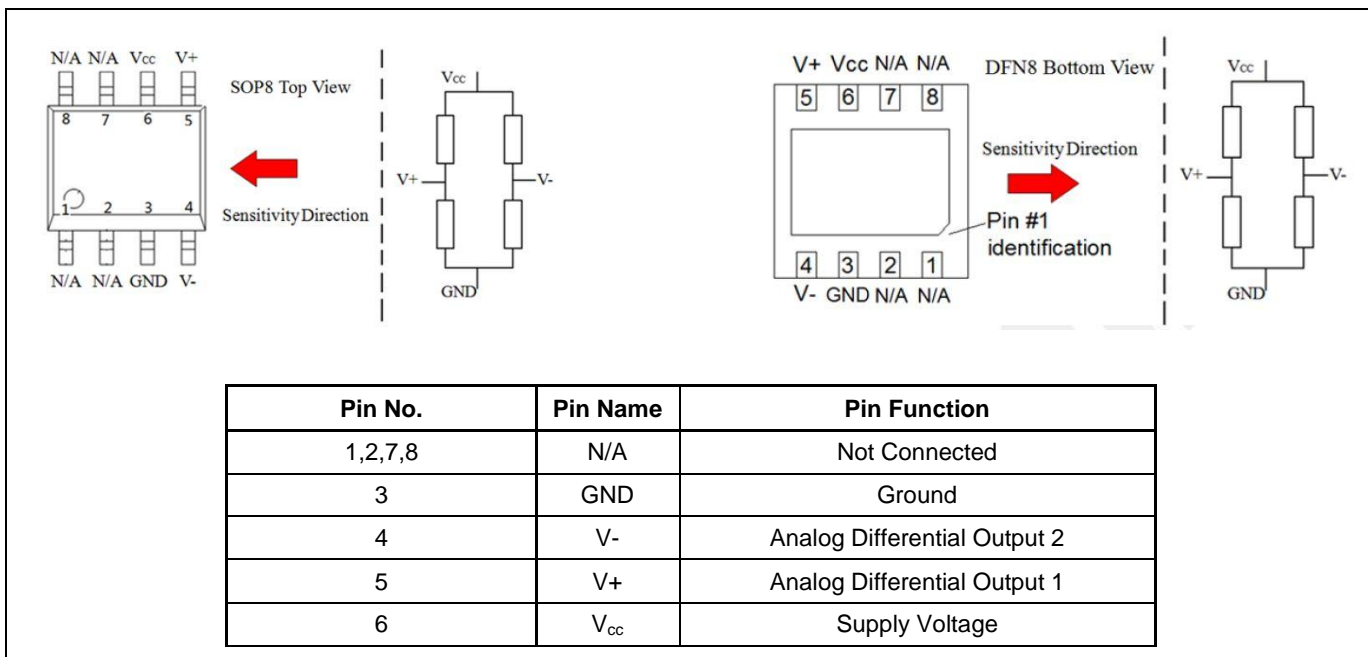 N/A N/A Vcc V+
8 7 6 5
SOP8 Top View
Sensitivity Direction
1 2 3 4
N/A N/A GND V-
Vcc
V+
V-
GND
V+ Vcc N/A N/A
5 6 7 8
DFN8 Bottom View
Sensitivity Direction
Pin #1
identification
4 3 2 1
V- GND N/A N/A
Vcc
V+
V-
GND
Pin No. Pin Name Pin Function
1,2,7,8 N/A Not Connected
3 GND Ground
4 V- Analog Differential Output 2
5 V+ Analog Differential Output 1
6 Vcc Supply Voltage